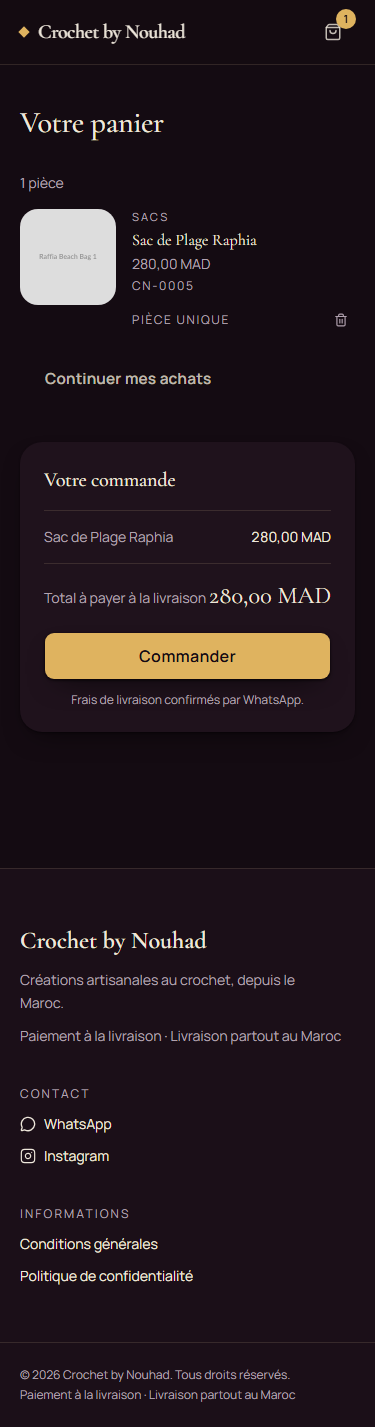 Crochet by Nouhad
1
Votre panier
1 pièce
Raffia Beach Bag 1
SACS
Sac de Plage Raphia
280,00 MAD
CN-0005
PIÈCE UNIQUE
Continuer mes achats
Votre commande
Sac de Plage Raphia 280,00 MAD
Total à payer à la livraison 280,00 MAD
Commander
Frais de livraison confirmés par WhatsApp.
Crochet by Nouhad
Créations artisanales au crochet, depuis le
Maroc.
Paiement à la livraison · Livraison partout au Maroc
CONTACT
WhatsApp
Instagram
INFORMATIONS
Conditions générales
Politique de confidentialité
© 2026 Crochet by Nouhad. Tous droits réservés.
Paiement à la livraison · Livraison partout au Maroc